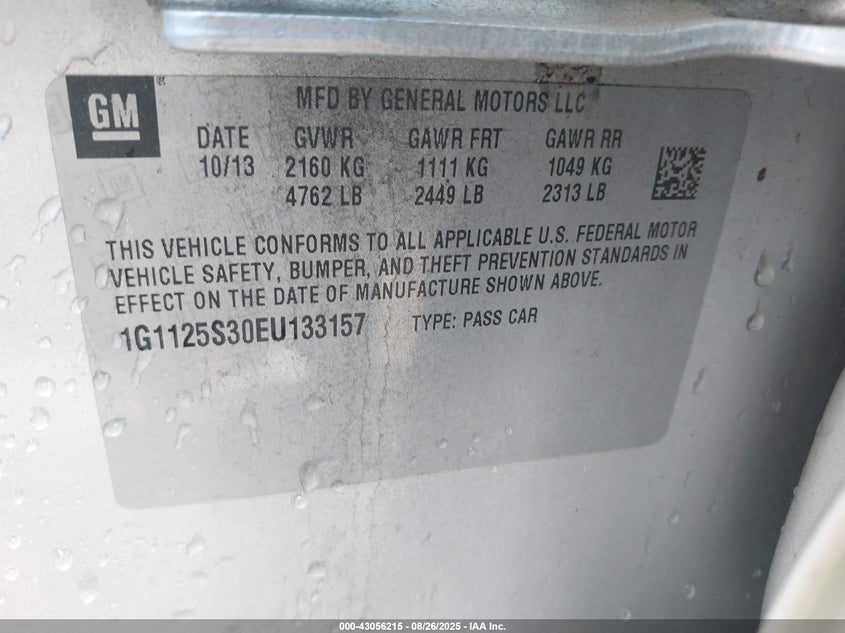 GM
MFD BY GENERAL MOTORS LLC
DATE GVWR GAWR FRT GAWR RR
10/13 2160 KG 1111 KG 1049 KG
4762 LB 2449 LB 2313 LB
THIS VEHICLE CONFORMS TO ALL APPLICABLE U.S. FEDERAL MOTOR
VEHICLE SAFETY, BUMPER, AND THEFT PREVENTION STANDARDS IN
EFFECT ON THE DATE OF MANUFACTURE SHOWN ABOVE.
1G1125S30EU133157 TYPE: PASS CAR
000-43056215 - 08/26/2025 - IAA Inc.